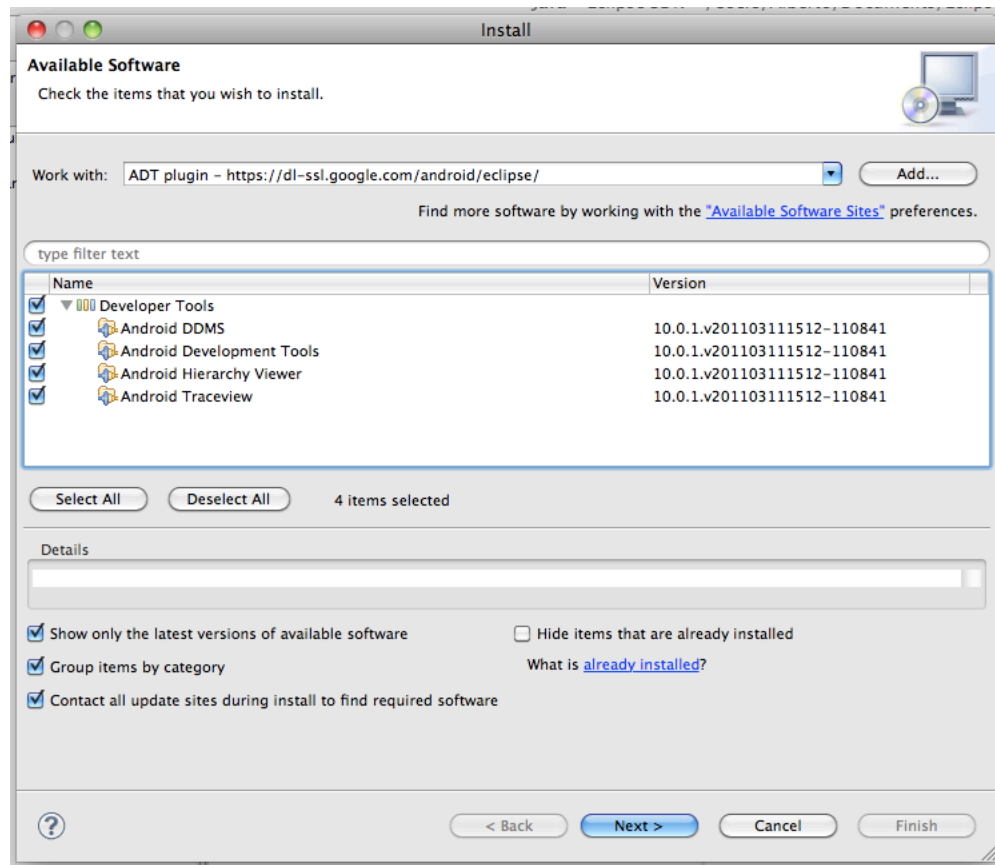 Install
Available Software
Check the items that you wish to install.
Work with: ADT plugin - https://dl-ssl.google.com/android/eclipse/ Add...
Find more software by working with the "Available Software Sites" preferences.
type filter text
Name Version
Developer Tools
Android DDMS 10.0.1.v201103111512-110841
Android Development Tools 10.0.1.v201103111512-110841
Android Hierarchy Viewer 10.0.1.v201103111512-110841
Android Traceview 10.0.1.v201103111512-110841
Select All Deselect All 4 items selected
Details
Show only the latest versions of available software Hide items that are already installed
Group items by category What is already installed?
Contact all update sites during install to find required software
? < Back Next > Cancel Finish